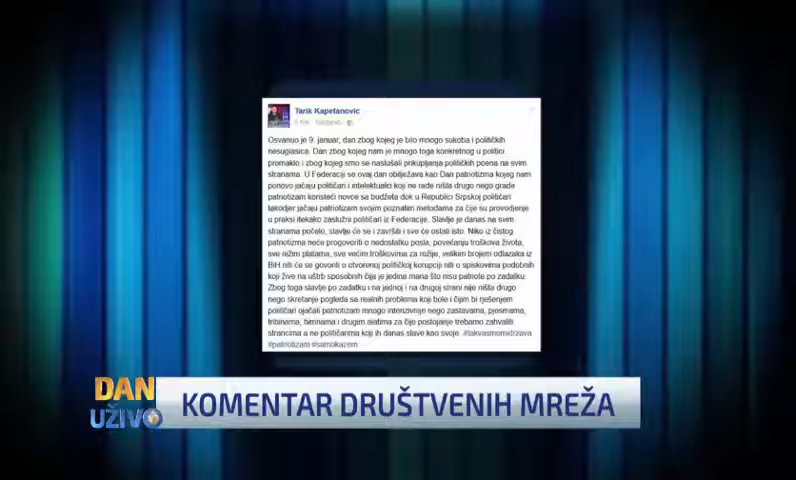 Tarik Kapetanovic
Osvanuo je 9. januar, dan zbog kojeg je bilo mnogo sukoba i političkih
nesuglasica. Dan zbog kojeg nam je mnogo toga konkretnog u politici
promaklo i zbog kojeg smo se naslušali prikupljanja političkih poena na svim
stranama. U Federaciji se ovaj dan obilježava kao Dan patriotizma kojeg nam
ponovo jačaju političari i intelektualci koji ne rade ništa drugo nego grade
patriotizam koristeći novce sa budžeta dok u Republici Srpskoj političari
također jačaju patriotizam svojim poznatim metodama za čije su provodjenje
u praksi itekako zaslužni političari iz Federacije. Slavlje je danas na svim
stranama počelo, slavlje će se i završiti i sve će ostati isto. Niko iz čistog
patriotizma neće progovoriti o nedostatku posla, povećanju troškova života,
sve nežim platama, sve većim troškovima za režije, velikim brojem odlazaka iz
BiH niti će se govoriti o otvorenoj političkoj korupciji niti o spiskovima podobnih
koji žive na uštrb sposobnih čija je jedina mana što nisu patriote po zadatku.
Zbog toga slavlje po zadatku i na jednoj i na drugoj strani nije ništa drugo
nego skretanje pogleda sa realnih problema koji bole i čijim bi rješenjem
političari ojačali patriotizam mnogo intenzivnije nego zastavama, pjesmama,
tribinama, himnama i drugim alatima za čije postojanje trebamo zahvaliti
strancima a ne političarima koji ih danas slave kao svoje. #takvasmomidrzava
#patriotizam #samokazem
DAN
UŽIVO
KOMENTAR DRUŠTVENIH MREŽA